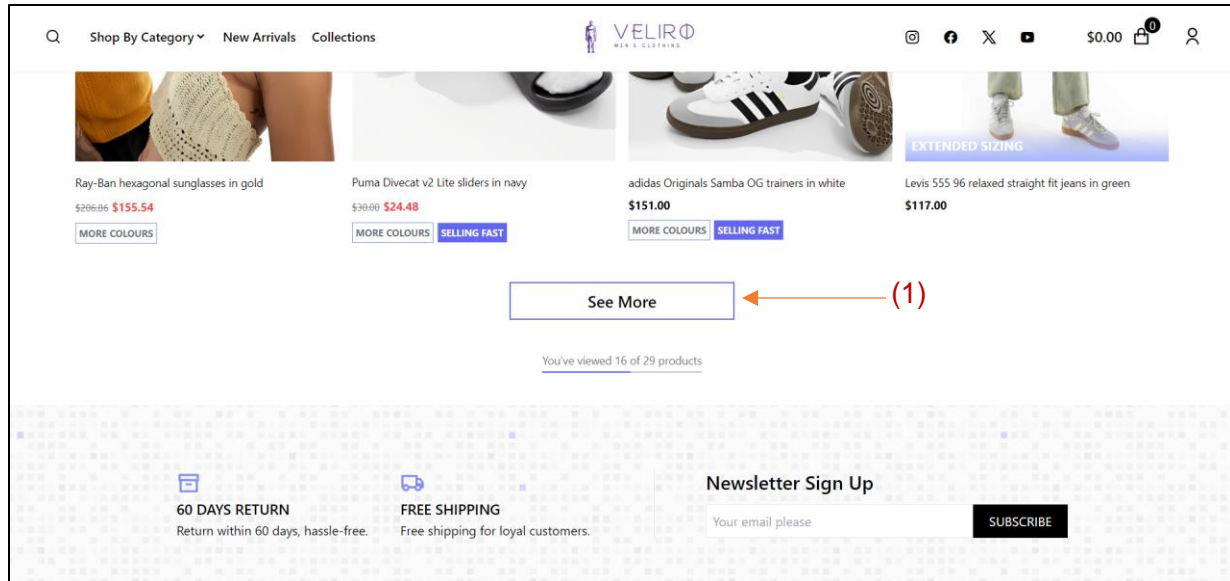 Shop By Category New Arrivals Collections VELIRO $0.00 0
MEN'S CLOTHING
EXTENDED SIZING
Ray-Ban hexagonal sunglasses in gold Puma Divecat v2 Lite sliders in navy adidas Originals Samba OG trainers in white Levis 555 96 relaxed straight fit jeans in green
$206.86 $155.54 $30.00 $24.48 $151.00 $117.00
MORE COLOURS MORE COLOURS SELLING FAST MORE COLOURS SELLING FAST
See More (1)
You've viewed 16 of 29 products
Newsletter Sign Up
60 DAYS RETURN FREE SHIPPING Your email please SUBSCRIBE
Return within 60 days, hassle-free. Free shipping for loyal customers.